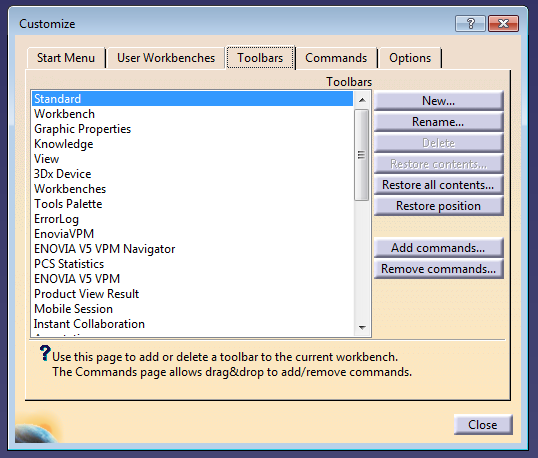 Customize
?
Start Menu
User Workbenches
Toolbars
Commands
Options
Toolbars
Standard
Workbench
Graphic Properties
Knowledge
View
3Dx Device
Workbenches
Tools Palette
ErrorLog
EnoviaVPM
ENOVIA V5 VPM Navigator
PCS Statistics
ENOVIA V5 VPM
Product View Result
Mobile Session
Instant Collaboration
New...
Rename...
Delete
Restore contents...
Restore all contents...
Restore position
Add commands...
Remove commands...
? Use this page to add or delete a toolbar to the current workbench.
The Commands page allows drag&drop to add/remove commands.
Close